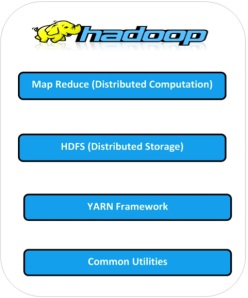 hadoop
Map Reduce (Distributed Computation)
HDFS (Distributed Storage)
YARN Framework
Common Utilities